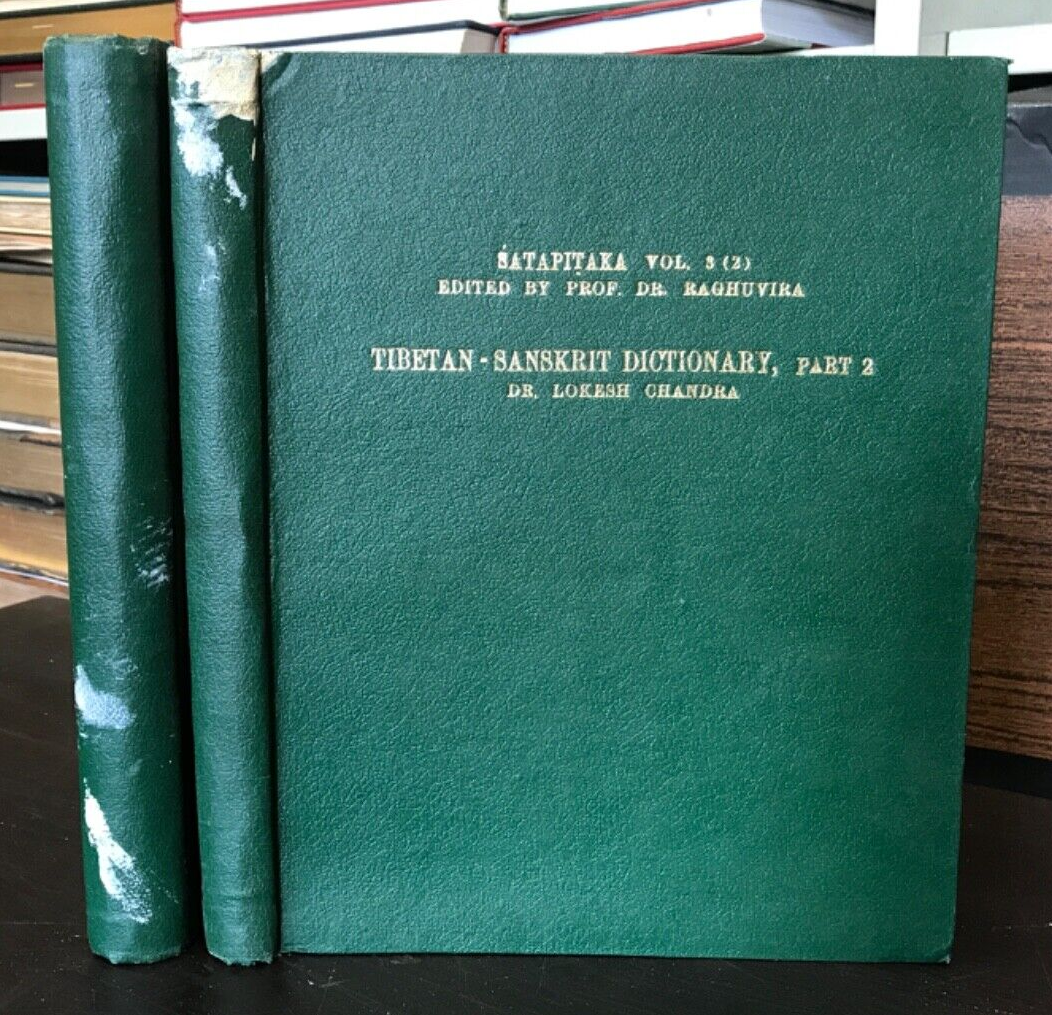 ŚATAPIṬAKA VOL. 3 (2)
EDITED BY PROF. DR. RAGHUVIRA
TIBETAN - SANSKRIT DICTIONARY, PART 2
DR. LOKESH CHANDRA